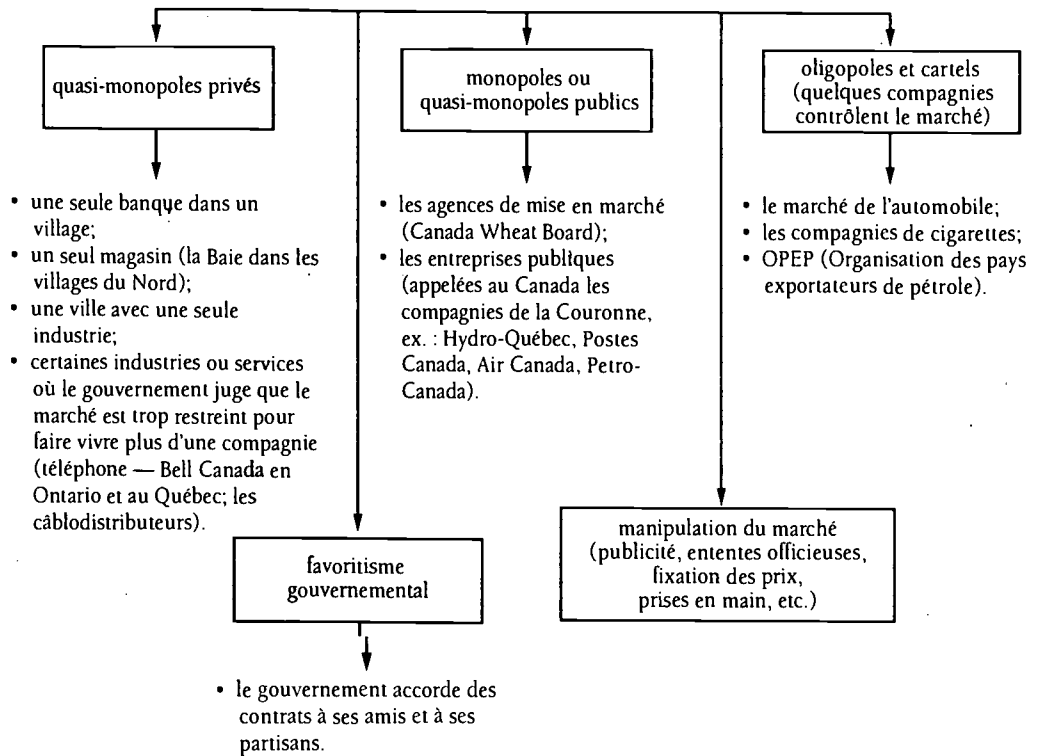 quasi-monopoles privés
monopoles ou
quasi-monopoles publics
oligopoles et cartels
(quelques compagnies
contrôlent le marché)
• une seule banque dans un
village;
• un seul magasin (la Baie dans les
villages du Nord);
• une ville avec une seule
industrie;
• certaines industries ou services
où le gouvernement juge que le
marché est trop restreint pour
faire vivre plus d'une compagnie
(téléphone — Bell Canada en
Ontario et au Québec; les
câblodistributeurs).
• les agences de mise en marché
(Canada Wheat Board);
• les entreprises publiques
(appelées au Canada les
compagnies de la Couronne,
ex. : Hydro-Québec, Postes
Canada, Air Canada, Petro-
Canada).
• le marché de l'automobile;
• les compagnies de cigarettes;
• OPEP (Organisation des pays
exportateurs de pétrole).
favoritisme
gouvernemental
• le gouvernement accorde des
contrats à ses amis et à ses
partisans.
manipulation du marché
(publicité, ententes officieuses,
fixation des prix,
prises en main, etc.)